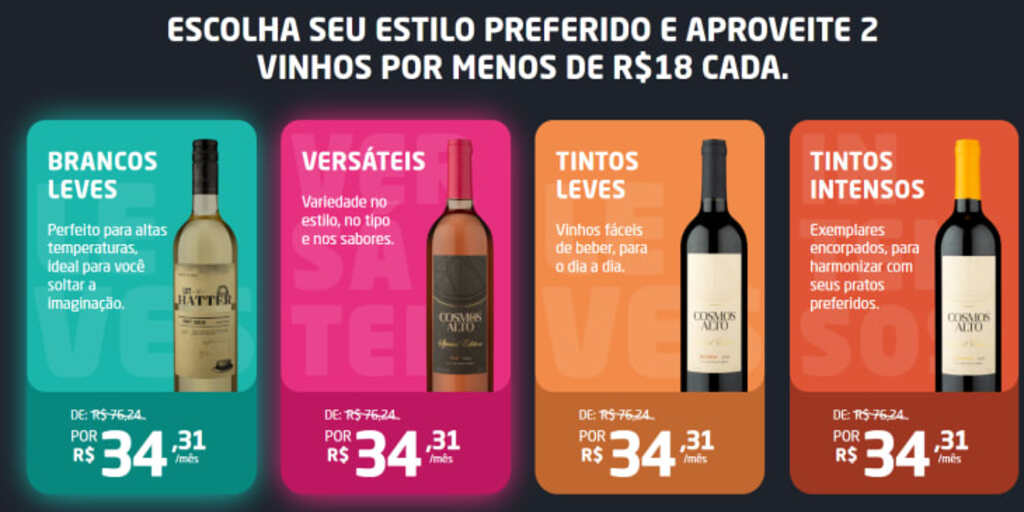 ESCOLHA SEU ESTILO PREFERIDO E APROVEITE 2
VINHOS POR MENOS DE R$18 CADA.
BRANCOS
LEVES
Perfeito para altas
temperaturas,
ideal para você
soltar a
imaginação.
HATTER
DE: R$ 76,24
POR
R$ 34,31
/mês
VERSÁTEIS
Variedade no
estilo, no tipo
e nos sabores.
COSMOS
ALTO
Special Edition
DE: R$ 76,24
POR
R$ 34,31
/mês
TINTOS
LEVES
Vinhos fáceis
de beber, para
o dia a dia.
COSMOS
ALTO
DE: R$ 76,24
POR
R$ 34,31
/mês
TINTOS
INTENSOS
Exemplares
encorpados, para
harmonizar com
seus pratos
preferidos.
COSMOS
ALTO
DE: R$ 76,24
POR
R$ 34,31
/mês